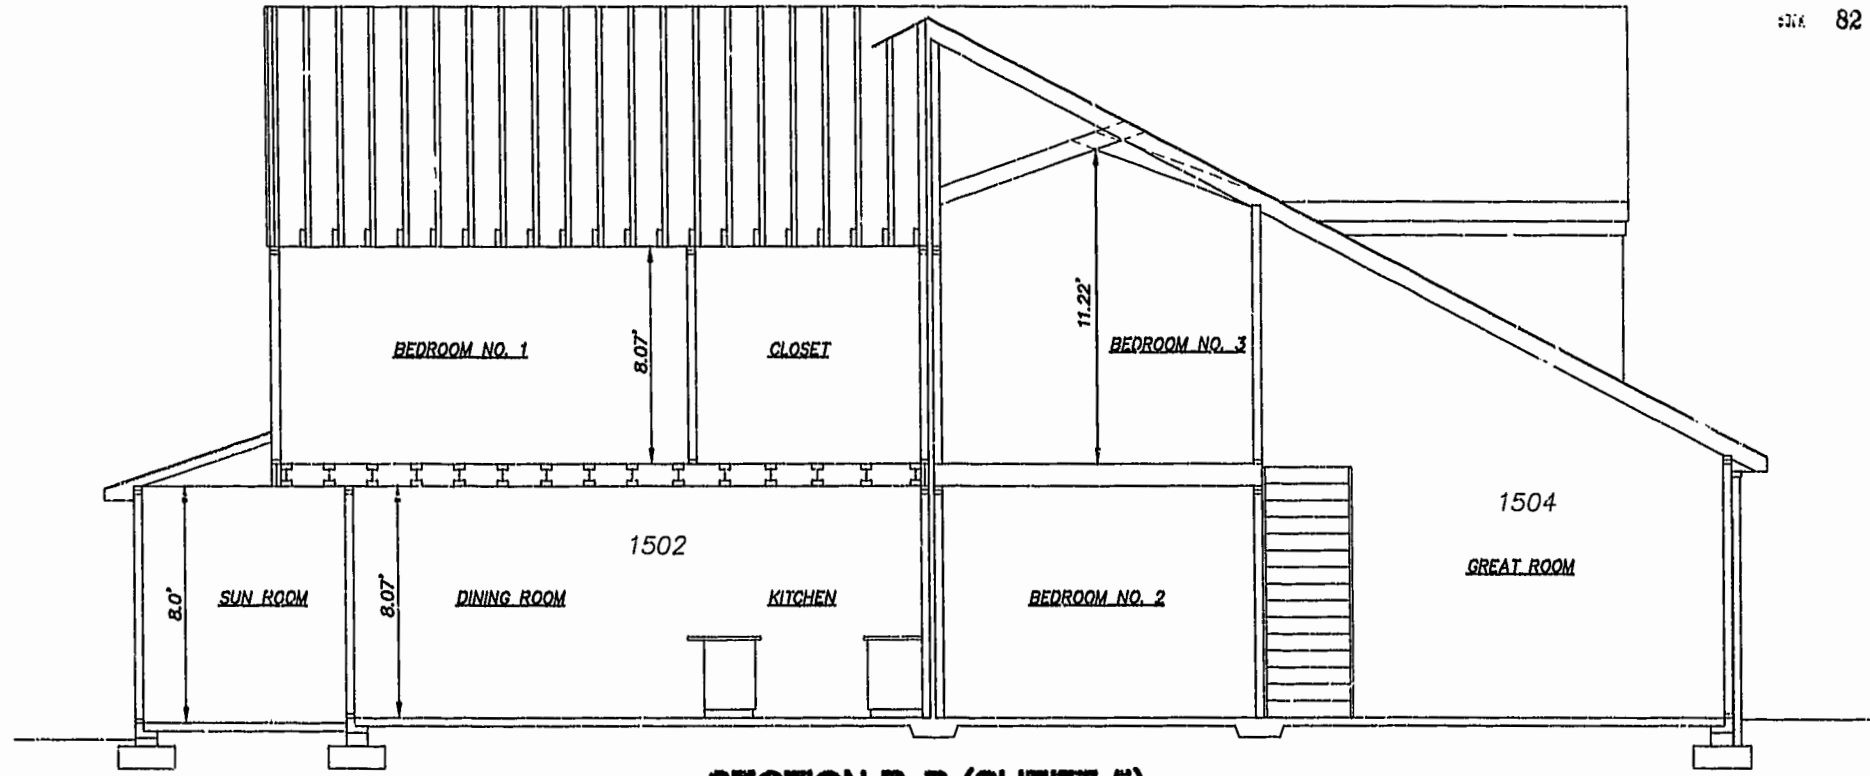 82
11.22'
BEDROOM NO. 1
8.07'
CLOSET
BEDROOM NO. 3
1504
1502
GREAT ROOM
8.0'
SUN ROOM
8.07'
DINING ROOM
KITCHEN
BEDROOM NO. 2